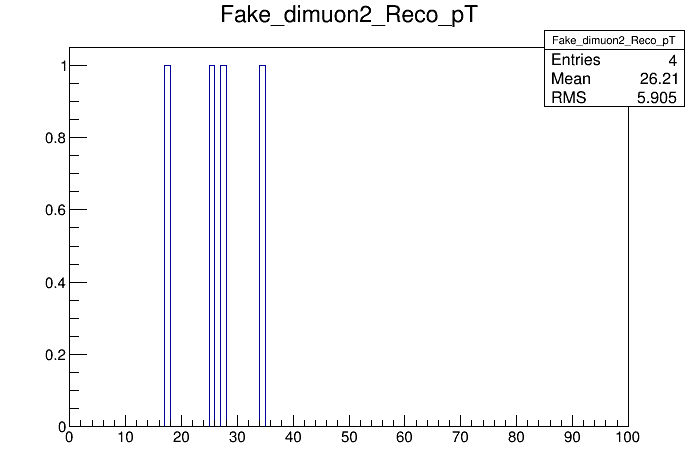 Fake_dimuon2_Reco_pT
Fake_dimuon2_Reco_pT
Entries 4
Mean 26.21
RMS 5.905
1
0.8
0.6
0.4
0.2
0
0 10 20 30 40 50 60 70 80 90 100